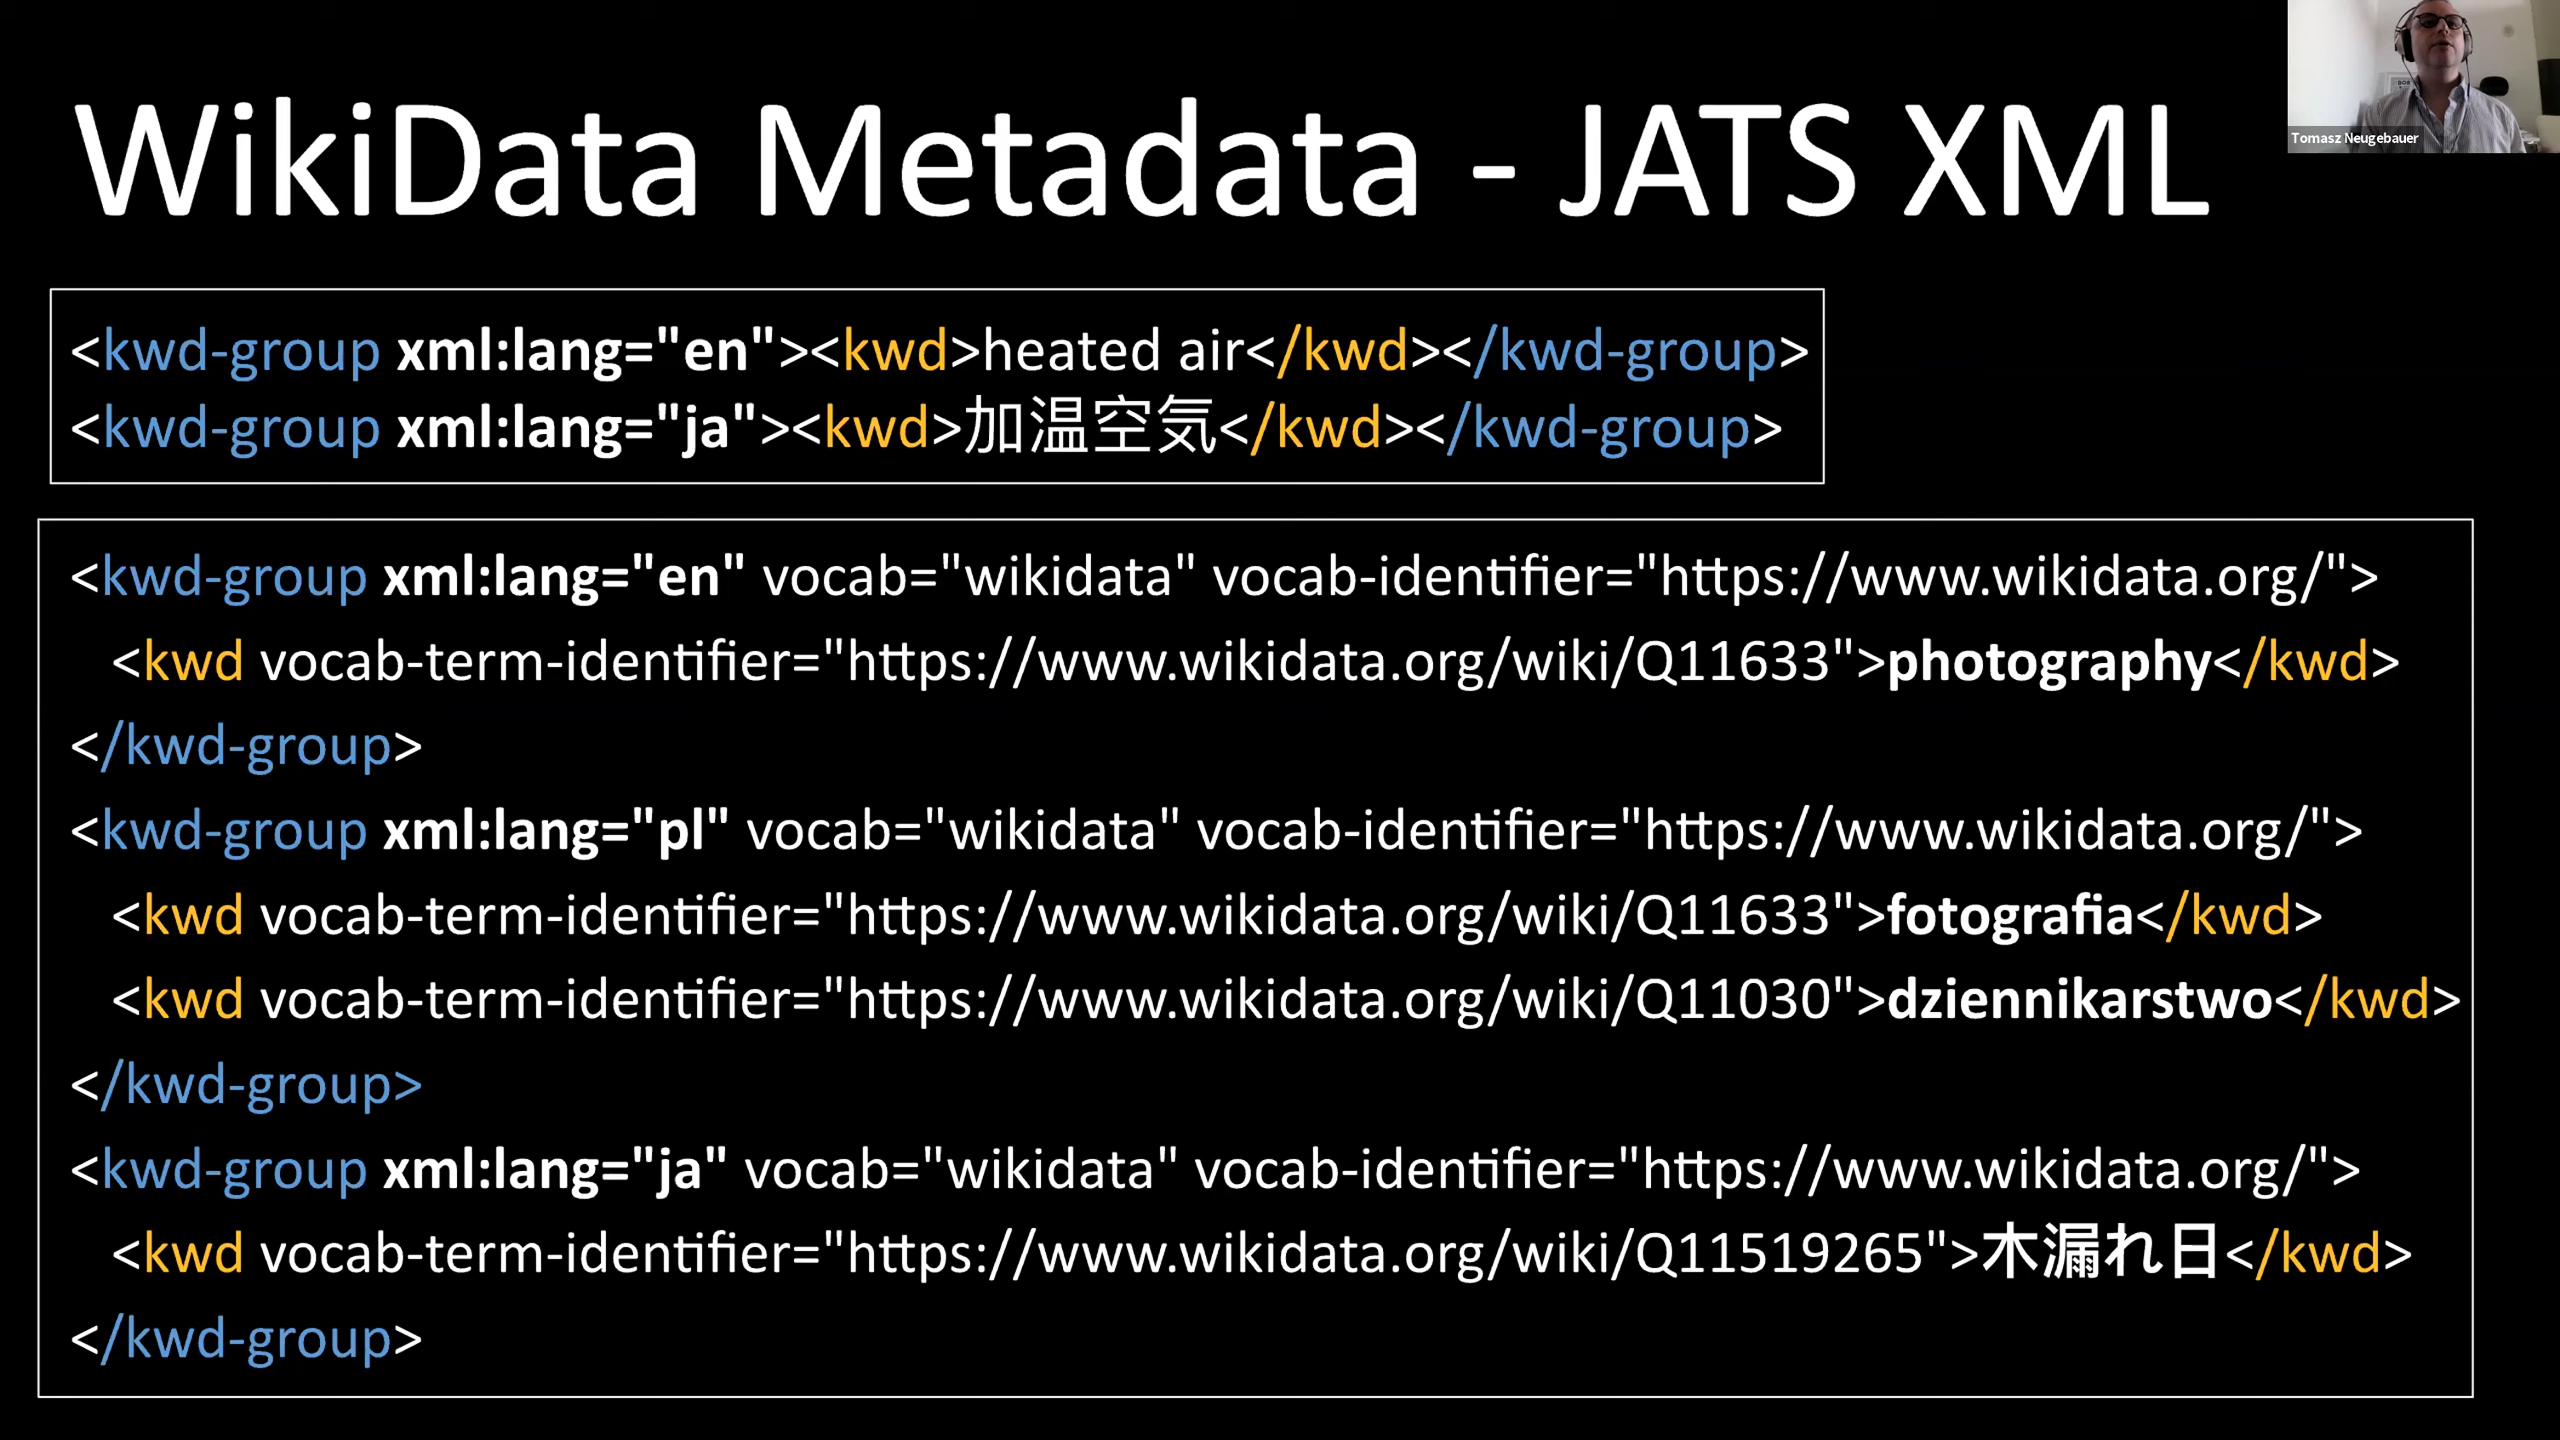 WikiData Metadata - JATS XML
Tomasz Neugebauer
<kwd-group xml:lang="en"><kwd>heated air</kwd></kwd-group>
<kwd-group xml:lang="ja"><kwd>加温空気</kwd></kwd-group>
<kwd-group xml:lang="en" vocab="wikidata" vocab-identifier="https://www.wikidata.org/">
<kwd vocab-term-identifier="https://www.wikidata.org/wiki/Q11633">photography</kwd>
</kwd-group>
<kwd-group xml:lang="pl" vocab="wikidata" vocab-identifier="https://www.wikidata.org/">
<kwd vocab-term-identifier="https://www.wikidata.org/wiki/Q11633">fotografia</kwd>
<kwd vocab-term-identifier="https://www.wikidata.org/wiki/Q11030">dziennikarstwo</kwd>
</kwd-group>
<kwd-group xml:lang="ja" vocab="wikidata" vocab-identifier="https://www.wikidata.org/">
<kwd vocab-term-identifier="https://www.wikidata.org/wiki/Q11519265">木漏れ日</kwd>
</kwd-group>